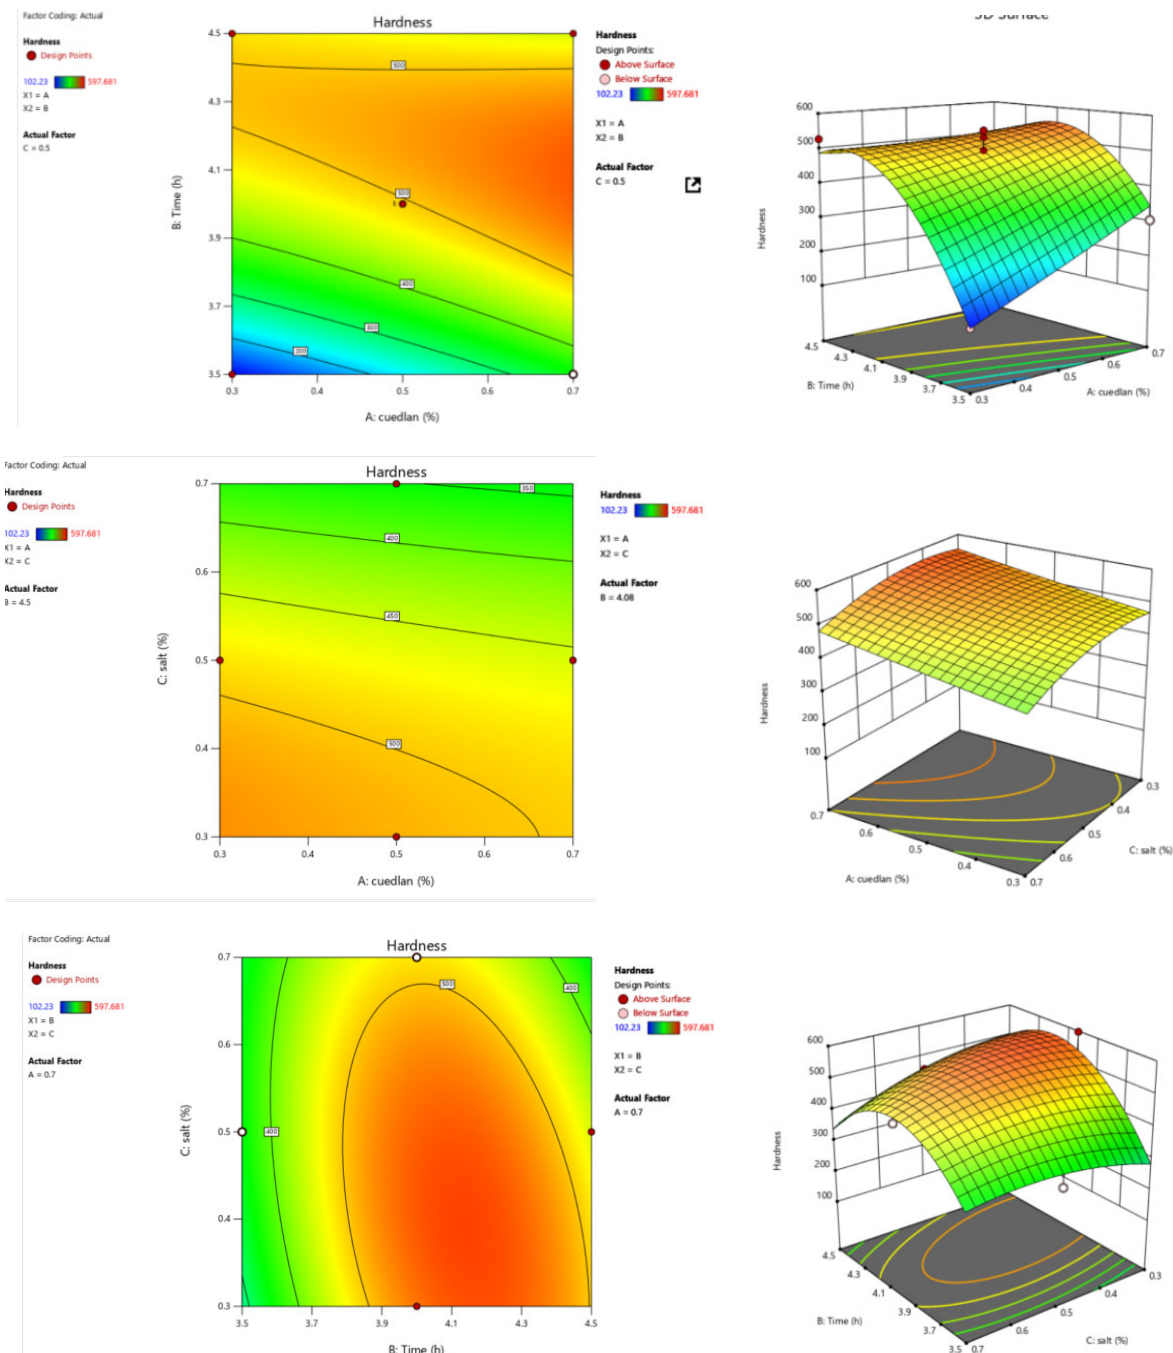 Factor Coding: Actual
Hardness
Design Points
102.23 597.681
X1 = A
X2 = B
Actual Factor
C = 0.5
Hardness
4.5
4.3
4.1
3.9
3.7
3.5
B: Time (h)
500
500
5
400
300
200
0.3 0.4 0.5 0.6 0.7
A: cuedlan (%)
Hardness
Design Points:
Above Surface
Below Surface
102.23 597.681
X1 = A
X2 = B
Actual Factor
C = 0.5
3D Surface
600
500
400
300
200
100
Hardness
4.5
4.3
4.1
3.9
3.7
3.5
B: Time (h)
0.3
0.4
0.5
0.6
0.7
A: cuedlan (%)
Factor Coding: Actual
Hardness
Design Points
102.23 597.681
X1 = A
X2 = C
Actual Factor
B = 4.5
Hardness
0.7
0.6
0.5
0.4
0.3
C: salt (%)
350
400
450
500
0.3 0.4 0.5 0.6 0.7
A: cuedlan (%)
Hardness
102.23 597.681
X1 = A
X2 = C
Actual Factor
B = 4.08
600
500
400
300
200
100
Hardness
0.7
0.6
0.5
0.4
0.3
A: cuedlan (%)
0.7
0.6
0.5
0.4
0.3
C: salt (%)
Factor Coding: Actual
Hardness
Design Points
102.23 597.681
X1 = B
X2 = C
Actual Factor
A = 0.7
Hardness
0.7
0.6
0.5
0.4
0.3
C: salt (%)
500
400
400
3.5 3.7 3.9 4.1 4.3 4.5
B: Time (h)
Hardness
Design Points:
Above Surface
Below Surface
102.23 597.681
X1 = B
X2 = C
Actual Factor
A = 0.7
600
500
400
300
200
100
Hardness
4.5
4.3
4.1
3.9
3.7
3.5
B: Time (h)
0.7
0.6
0.5
0.4
0.3
C: salt (%)